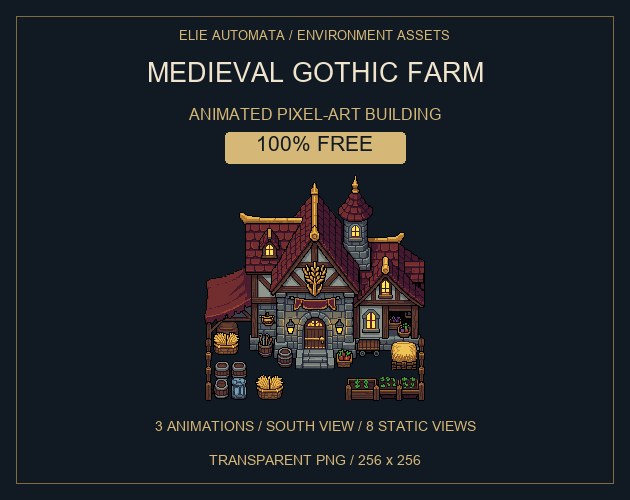 ELIE AUTOMATA / ENVIRONMENT ASSETS
MEDIEVAL GOTHIC FARM
ANIMATED PIXEL-ART BUILDING
100% FREE
3 ANIMATIONS / SOUTH VIEW / 8 STATIC VIEWS
TRANSPARENT PNG / 256 x 256